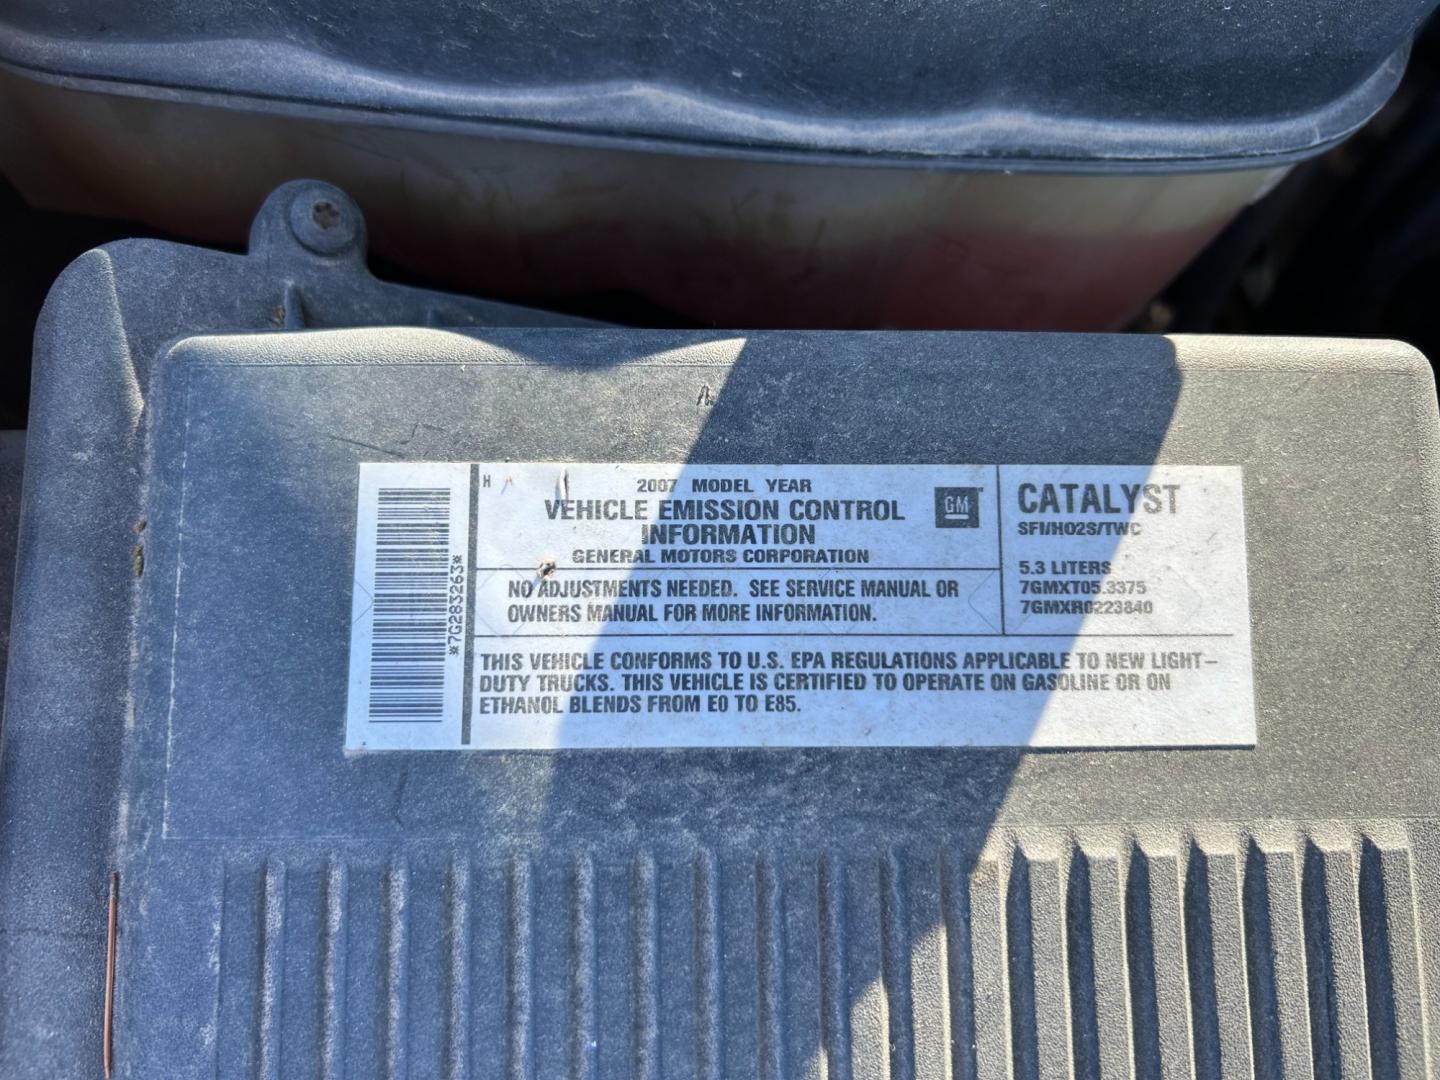 *7G283263*
H
2007 MODEL YEAR
VEHICLE EMISSION CONTROL
INFORMATION
GENERAL MOTORS CORPORATION
GM
NO ADJUSTMENTS NEEDED. SEE SERVICE MANUAL OR
OWNERS MANUAL FOR MORE INFORMATION.
CATALYST
SFI/HO2S/TWC
5.3 LITERS
7GMXT05.3375
7GMXR0223840
THIS VEHICLE CONFORMS TO U.S. EPA REGULATIONS APPLICABLE TO NEW LIGHT-
DUTY TRUCKS. THIS VEHICLE IS CERTIFIED TO OPERATE ON GASOLINE OR ON
ETHANOL BLENDS FROM E0 TO E85.